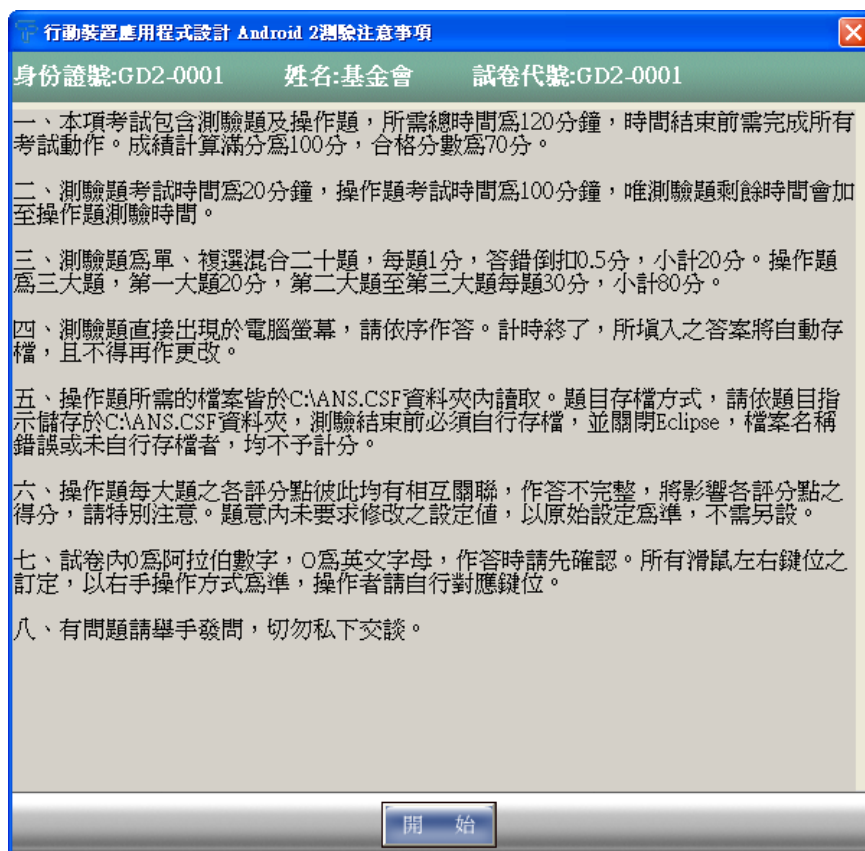 行動裝置應用程式設計 Android 2測驗注意事項
身份證號:GD2-0001 姓名:基金會 試卷代號:GD2-0001
一、本項考試包含測驗題及操作題，所需總時間為120分鐘，時間結束前需完成所有
考試動作。成績計算滿分為100分，合格分數為70分。
二、測驗題考試時間為20分鐘，操作題考試時間為100分鐘，唯測驗題剩餘時間會加
至操作題測驗時間。
三、測驗題為單、複選混合二十題，每題1分，答錯倒扣0.5分，小計20分。操作題
為三大題，第一大題20分，第二大題至第三大題每題30分，小計80分。
四、測驗題直接出現於電腦螢幕，請依序作答。計時終了，所填入之答案將自動存
檔，且不得再作更改。
五、操作題所需的檔案皆於C:\ANS.CSF資料夾內讀取。題目存檔方式，請依題目指
示儲存於C:\ANS.CSF資料夾，測驗結束前必須自行存檔，並關閉Eclipse，檔案名稱
錯誤或未自行存檔者，均不予計分。
六、操作題每大題之各評分點彼此均有相互關聯，作答不完整，將影響各評分點之
得分，請特別注意。題意內未要求修改之設定值，以原始設定為準，不需另設。
七、試卷內0為阿拉伯數字，O為英文字母，作答時請先確認。所有滑鼠左右鍵位之
訂定，以右手操作方式為準，操作者請自行對應鍵位。
八、有問題請舉手發問，切勿私下交談。
開 始